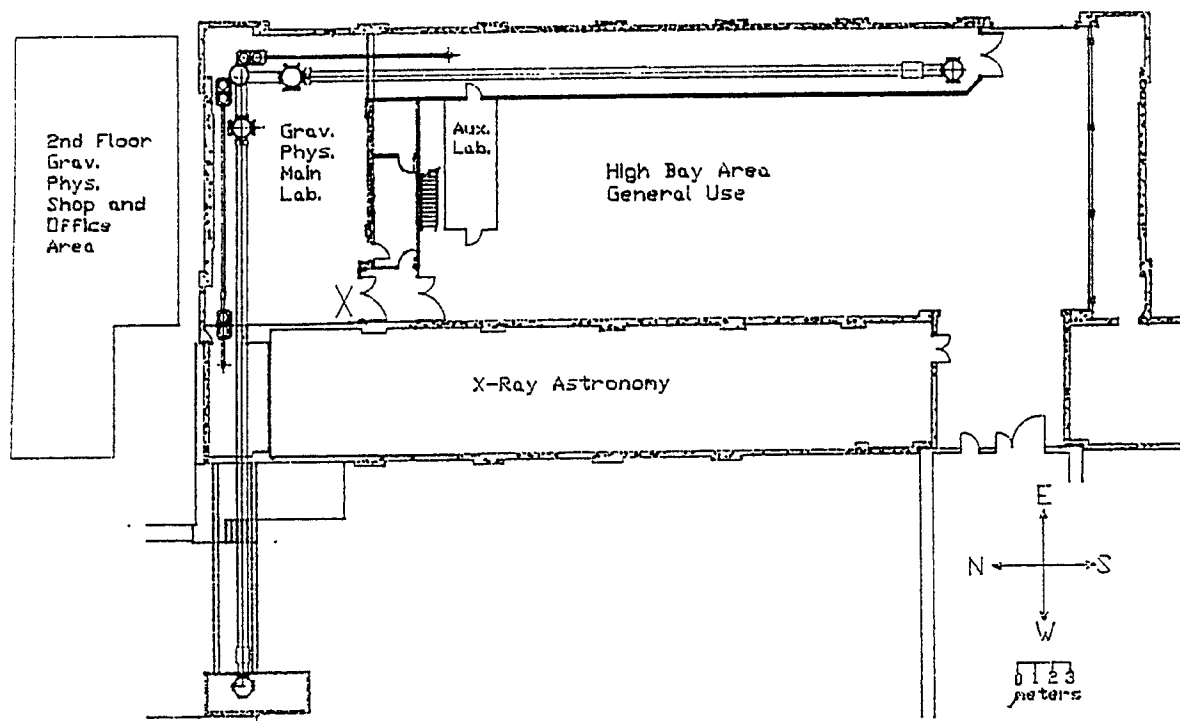 2nd Floor
Grav.
Phys.
Shop and
Office
Area
Grav.
Phys.
Main
Lab.
Aux.
Lab.
High Bay Area
General Use
X
X-Ray Astronomy
E
N
S
W
0 1 2 3
meters